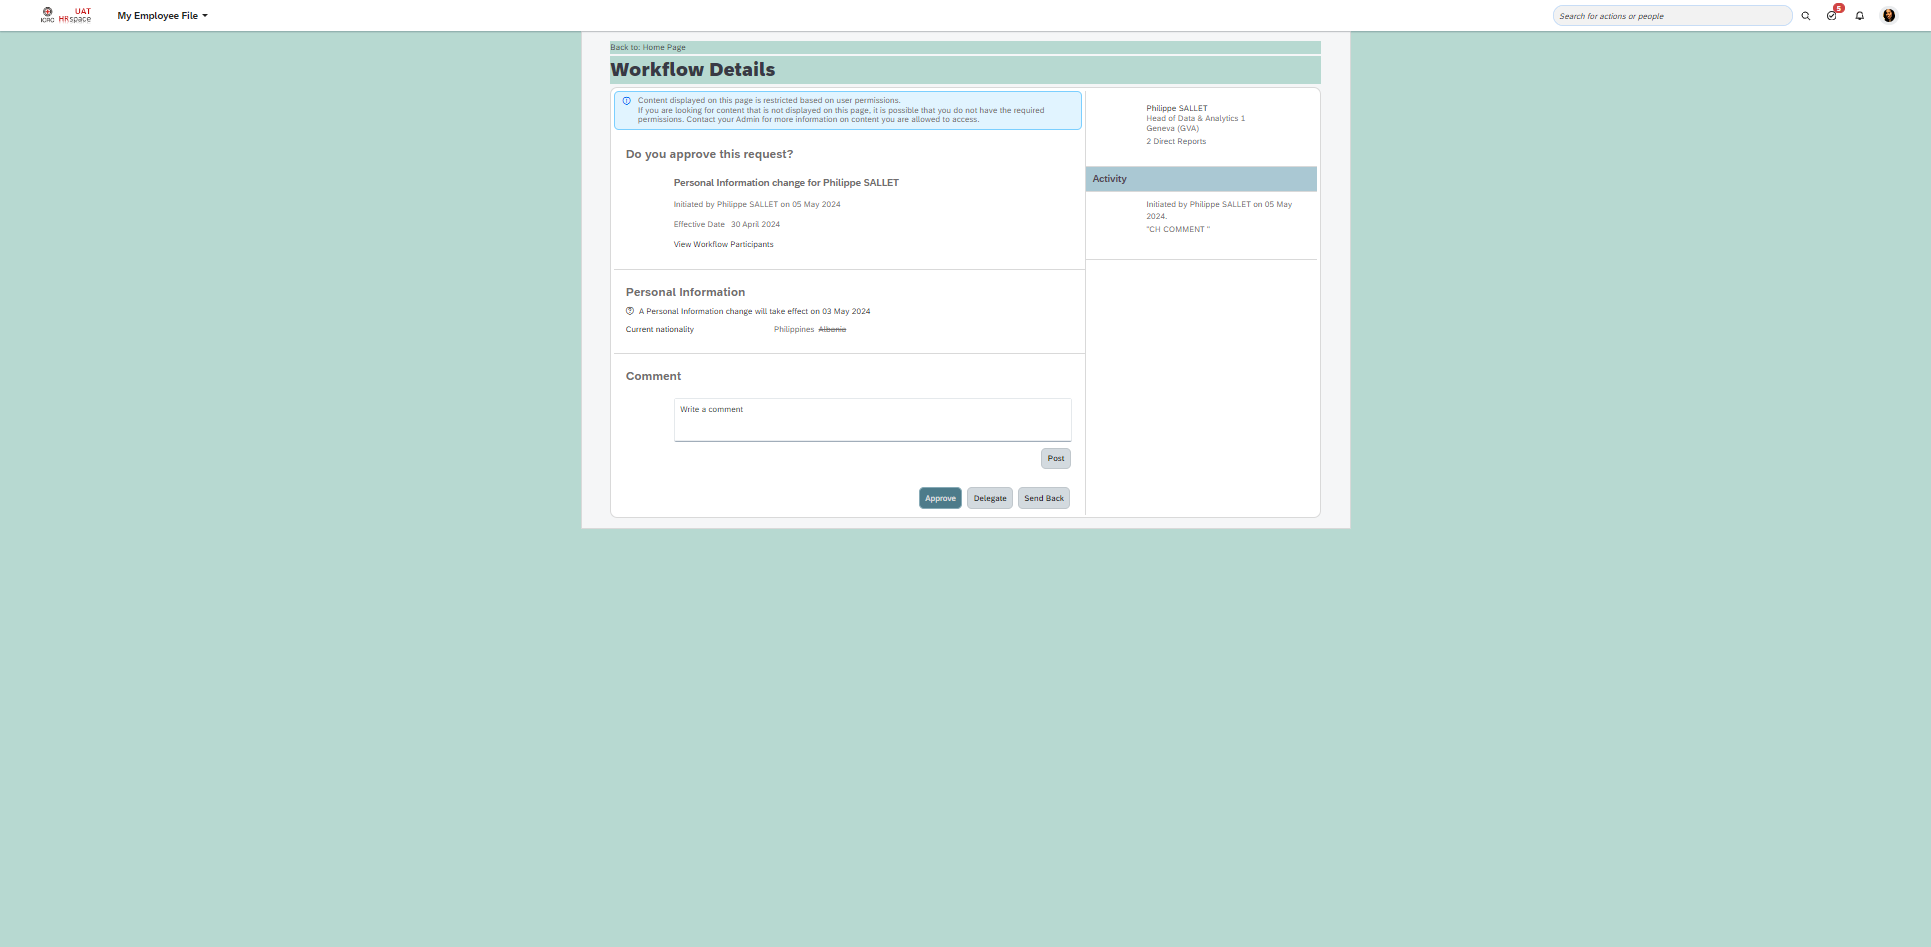 UAT
ICRC HRspace
My Employee File
Search for actions or people
5
Back to: Home Page
Workflow Details
Content displayed on this page is restricted based on user permissions.
If you are looking for content that is not displayed on this page, it is possible that you do not have the required
permissions. Contact your Admin for more information on content you are allowed to access.
Do you approve this request?
Personal Information change for Philippe SALLET
Initiated by Philippe SALLET on 05 May 2024
Effective Date 30 April 2024
View Workflow Participants
Personal Information
A Personal Information change will take effect on 03 May 2024
Current nationality Philippines Albania
Comment
Write a comment
Post
Approve Delegate Send Back
Philippe SALLET
Head of Data & Analytics 1
Geneva (GVA)
2 Direct Reports
Activity
Initiated by Philippe SALLET on 05 May
2024.
"CH COMMENT "